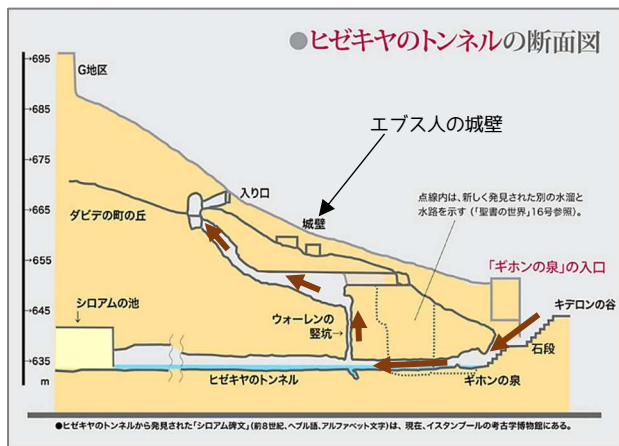 ●ヒゼキヤのトンネルの断面図
695
G地区
685
エブス人の城壁
675
入り口
点線内は、新しく発見された別の水溜と
水路を示す(「聖書の世界」16号参照)。
665
ダビデの町の丘
城壁
「ギホンの泉」の入口
655
キデロンの谷
645
シロアムの池
ウォーレンの
竪坑
石段
635
m
ヒゼキヤのトンネル
ギホンの泉
●ヒゼキヤのトンネルから発見された「シロアム碑文」(前8世紀、ヘブル語、アルファベット文字)は、現在、イスタンブールの考古学博物館にある。